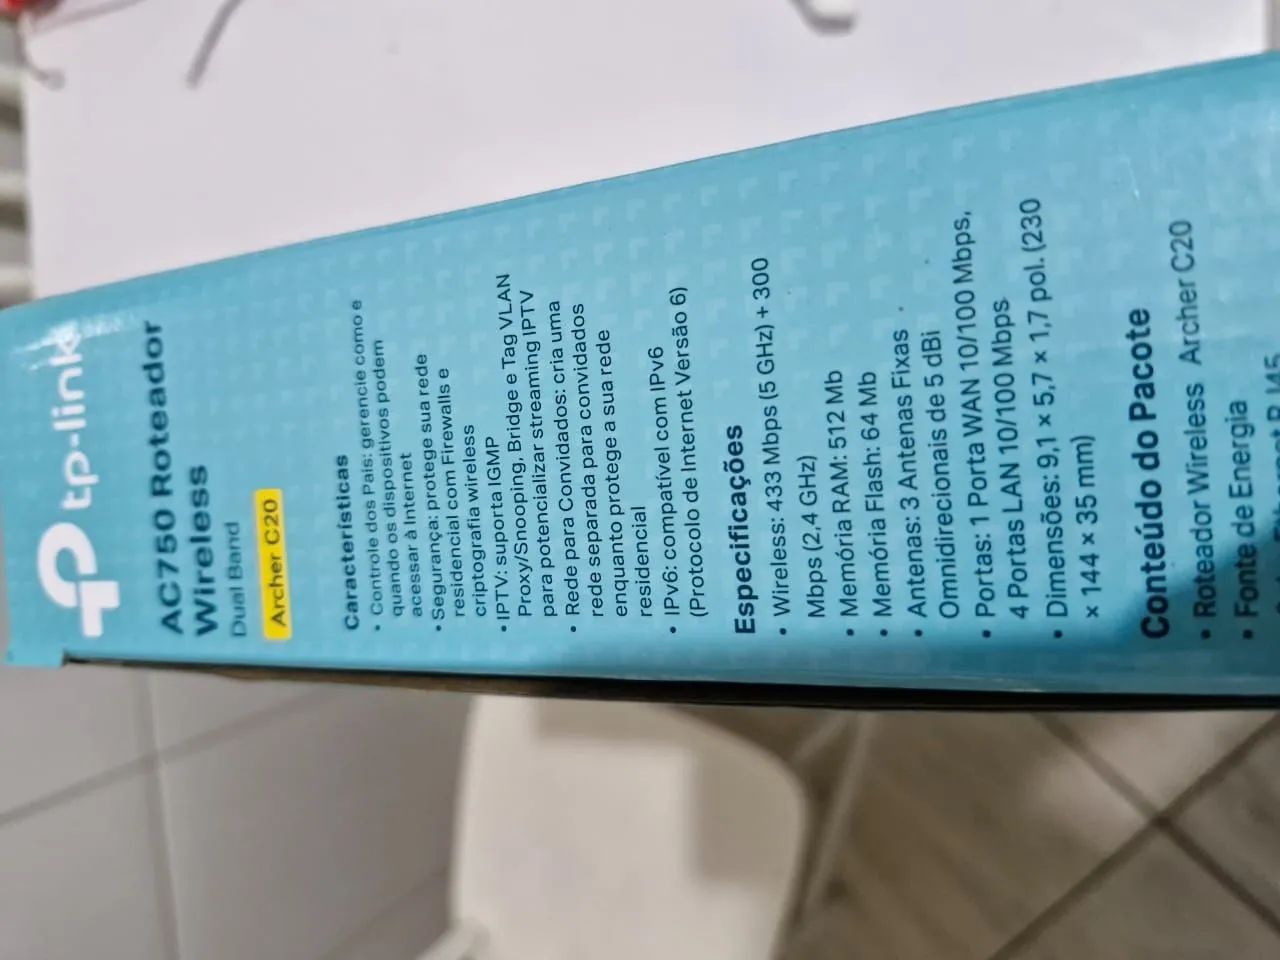 tp-link
AC750 Roteador
Wireless
Dual Band
Archer C20
Características
• Controle dos Pais: gerencie como e
quando os dispositivos podem
acessar à Internet
• Segurança: protege sua rede
residencial com Firewalls e
criptografia wireless
• IPTV: suporta IGMP
Proxy/Snooping, Bridge e Tag VLAN
para potencializar streaming IPTV
• Rede para Convidados: cria uma
rede separada para convidados
enquanto protege a sua rede
residencial
• IPv6: compatível com IPv6
(Protocolo de Internet Versão 6)
Especificações
• Wireless: 433 Mbps (5 GHz) + 300
Mbps (2,4 GHz)
• Memória RAM: 512 Mb
• Memória Flash: 64 Mb
• Antenas: 3 Antenas Fixas
Omnidirecionais de 5 dBi
• Portas: 1 Porta WAN 10/100 Mbps,
4 Portas LAN 10/100 Mbps
• Dimensões: 9,1 × 5,7 × 1,7 pol. (230
× 144 × 35 mm)
Conteúdo do Pacote
• Roteador Wireless Archer C20
• Fonte de Energia
RJ45